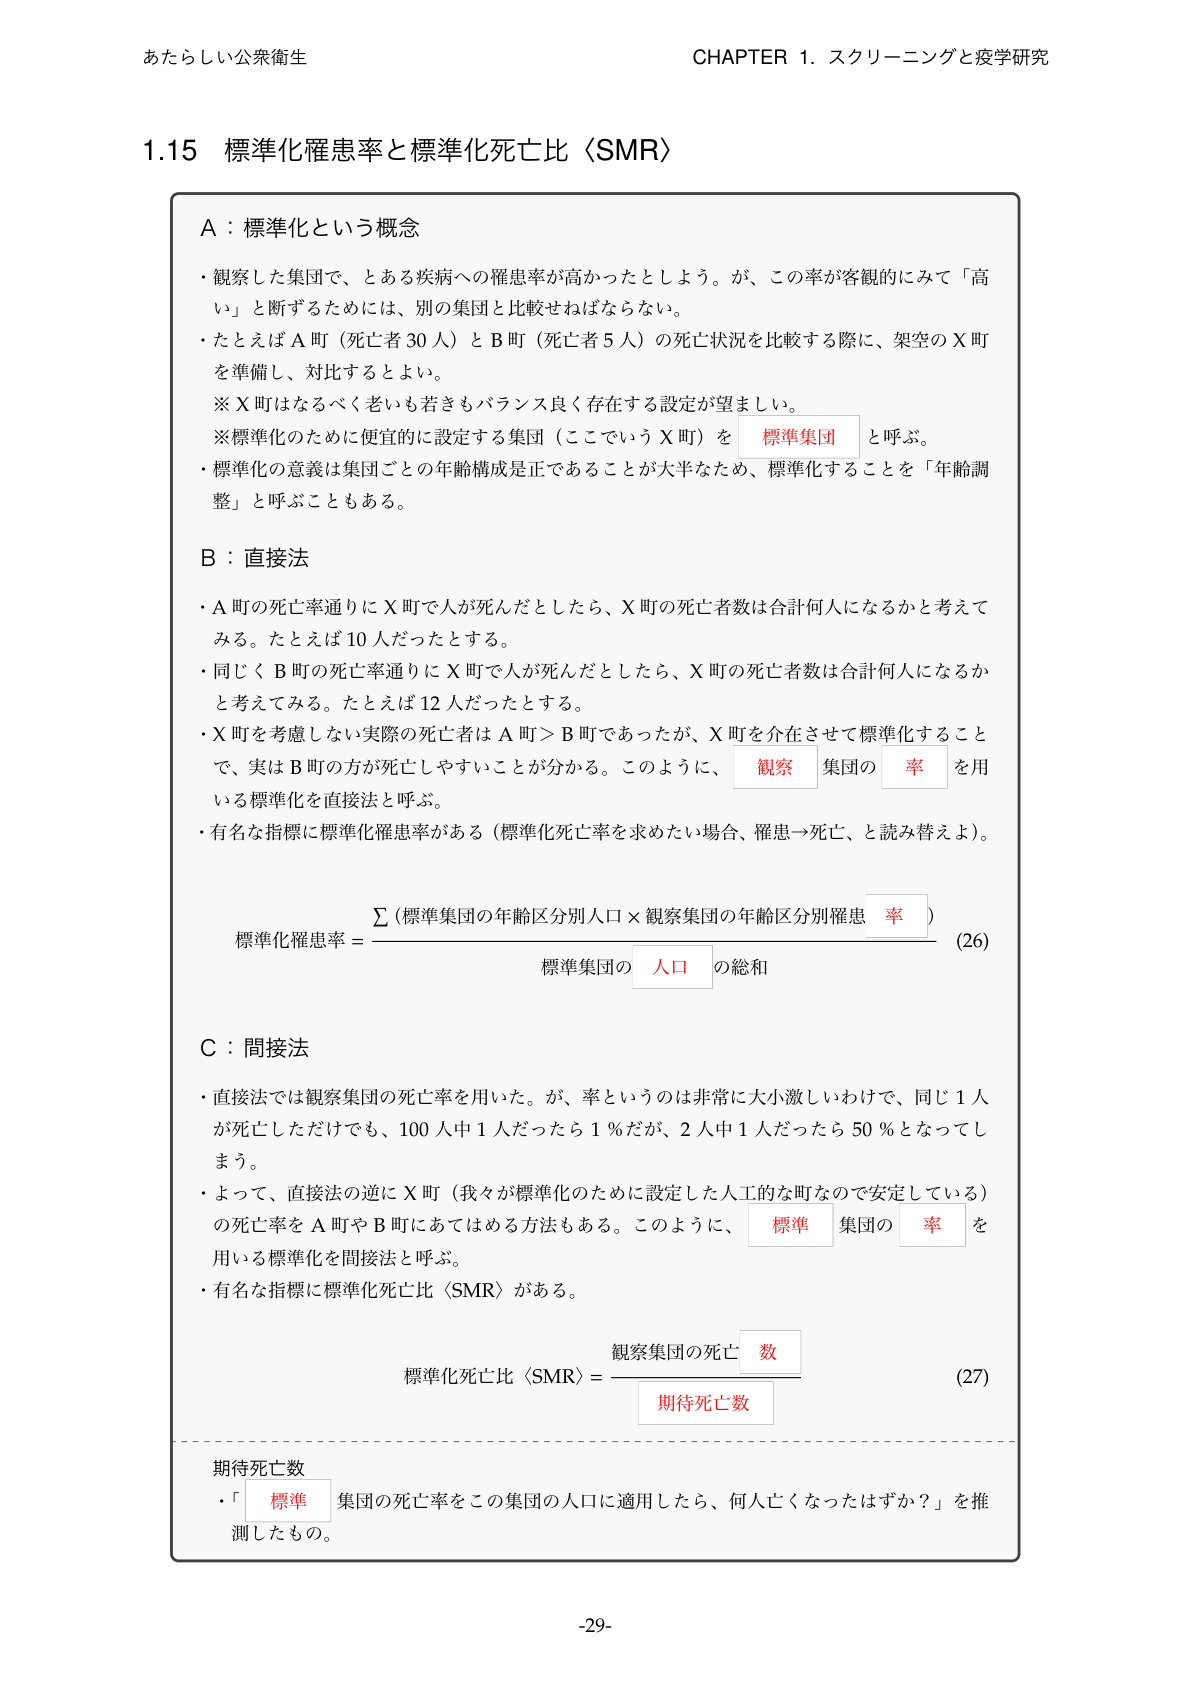 あたらしい公衆衛生 CHAPTER 1. スクリーニングと疫学研究
1.15 標準化罹患率と標準化死亡比〈SMR〉
A：標準化という概念
・観察した集団で、とある疾病への罹患率が高かったとしよう。が、この率が客観的にみて「高
い」と断ずるためには、別の集団と比較せねばならない。
・たとえば A 町（死亡者 30 人）と B 町（死亡者 5 人）の死亡状況を比較する際に、架空の X 町
を準備し、対比するとよい。
※ X 町はなるべく老いも若きもバランス良く存在する設定が望ましい。
※標準化のために便宜的に設定する集団（ここでいう X 町）を 標準集団 と呼ぶ。
・標準化の意義は集団ごとの年齢構成是正であることが大半なため、標準化することを「年齢調
整」と呼ぶこともある。
B：直接法
・A 町の死亡率通りに X 町で人が死んだとしたら、X 町の死亡者数は合計何人になるかと考えて
みる。たとえば 10 人だったとする。
・同じく B 町の死亡率通りに X 町で人が死んだとしたら、X 町の死亡者数は合計何人になるか
と考えてみる。たとえば 12 人だったとする。
・X 町を考慮しない実際の死亡者は A 町＞ B 町であったが、X 町を介在させて標準化すること
で、実は B 町の方が死亡しやすいことが分かる。このように、 観察 集団の 率 を用
いる標準化を直接法と呼ぶ。
・有名な指標に標準化罹患率がある（標準化死亡率を求めたい場合、罹患→死亡、と読み替えよ）。
∑ (標準集団の年齢区分別人口 × 観察集団の年齢区分別罹患 率 )
標準化罹患率 = (26)
標準集団の 人口 の総和
C：間接法
・直接法では観察集団の死亡率を用いた。が、率というのは非常に大小激しいわけで、同じ 1 人
が死亡しただけでも、100 人中 1 人だったら 1 %だが、2 人中 1 人だったら 50 %となってし
まう。
・よって、直接法の逆に X 町（我々が標準化のために設定した人工的な町なので安定している）
の死亡率を A 町や B 町にあてはめる方法もある。このように、 標準 集団の 率 を
用いる標準化を間接法と呼ぶ。
・有名な指標に標準化死亡比〈SMR〉がある。
観察集団の死亡 数
標準化死亡比〈SMR〉= (27)
期待死亡数
期待死亡数
・「 標準 集団の死亡率をこの集団の人口に適用したら、何人亡くなったはずか？」を推
測したもの。
-29-